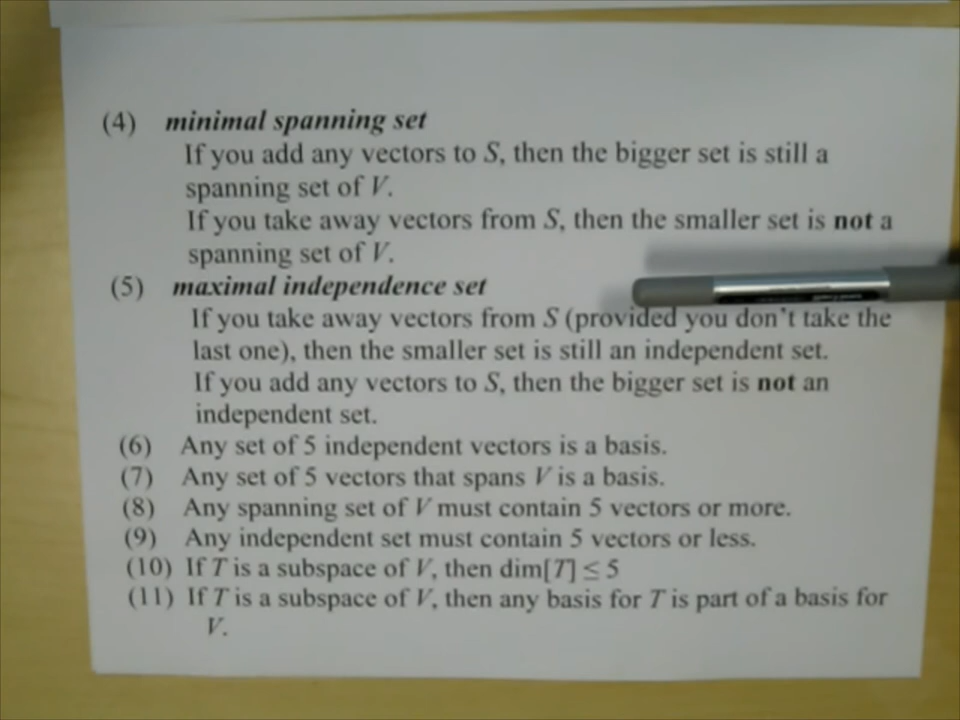 (4) minimal spanning set
If you add any vectors to S, then the bigger set is still a
spanning set of V.
If you take away vectors from S, then the smaller set is not a
spanning set of V.
(5) maximal independence set
If you take away vectors from S (provided you don't take the
last one), then the smaller set is still an independent set.
If you add any vectors to S, then the bigger set is not an
independent set.
(6) Any set of 5 independent vectors is a basis.
(7) Any set of 5 vectors that spans V is a basis.
(8) Any spanning set of V must contain 5 vectors or more.
(9) Any independent set must contain 5 vectors or less.
(10) If T is a subspace of V, then dim[T] ≤ 5
(11) If T is a subspace of V, then any basis for T is part of a basis for
V.